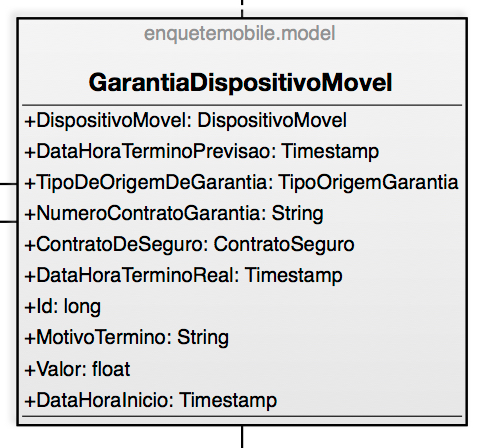 enquetemobile.model
GarantiaDispositivoMovel
+DispositivoMovel: DispositivoMovel
+DataHoraTerminoPrevisao: Timestamp
+TipoDeOrigemDeGarantia: TipoOrigemGarantia
+NumeroContratoGarantia: String
+ContratoDeSeguro: ContratoSeguro
+DataHoraTerminoReal: Timestamp
+Id: long
+MotivoTermino: String
+Valor: float
+DataHoraInicio: Timestamp